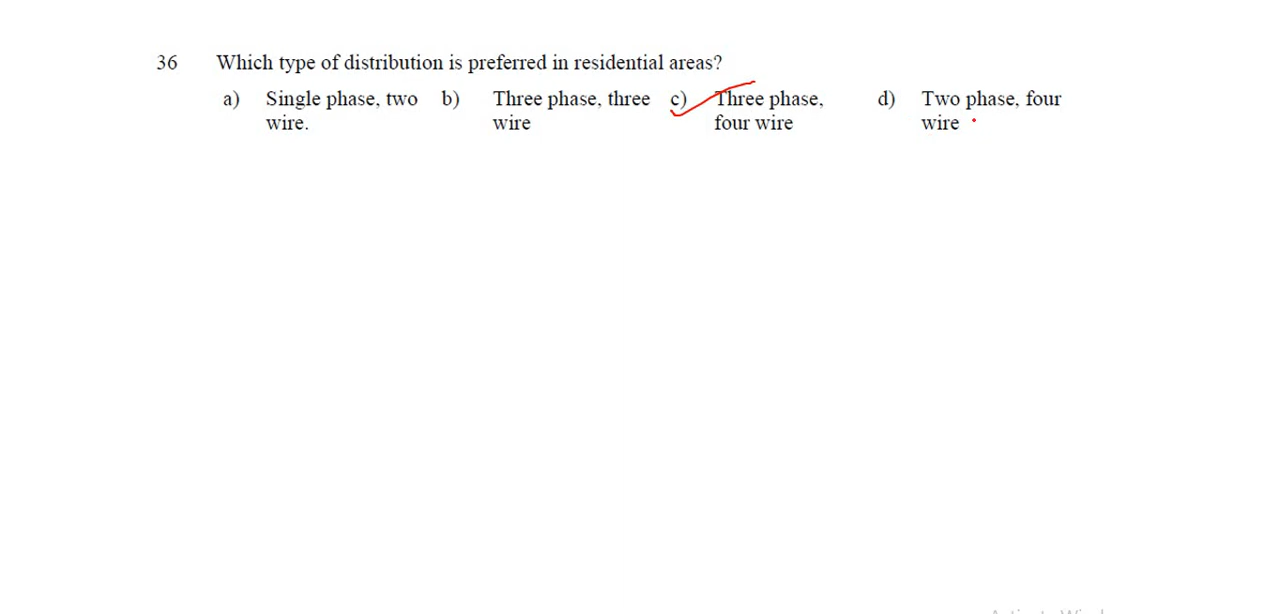 36 Which type of distribution is preferred in residential areas?
a) Single phase, two wire.
b) Three phase, three wire
c) Three phase, four wire
d) Two phase, four wire